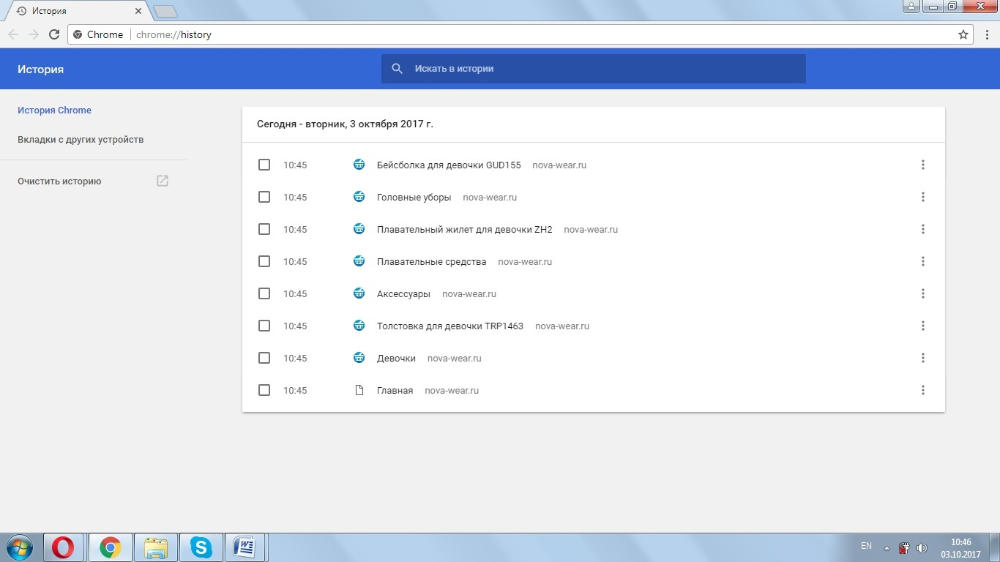 История
Chrome chrome://history
История
Искать в истории
История Chrome
Вкладки с других устройств
Очистить историю
Сегодня - вторник, 3 октября 2017 г.
10:45 Бейсболка для девочки GUD155 nova-wear.ru
10:45 Головные уборы nova-wear.ru
10:45 Плавательный жилет для девочки ZH2 nova-wear.ru
10:45 Плавательные средства nova-wear.ru
10:45 Аксессуары nova-wear.ru
10:45 Толстовка для девочки TRP1463 nova-wear.ru
10:45 Девочки nova-wear.ru
10:45 Главная nova-wear.ru
EN
10:46
03.10.2017